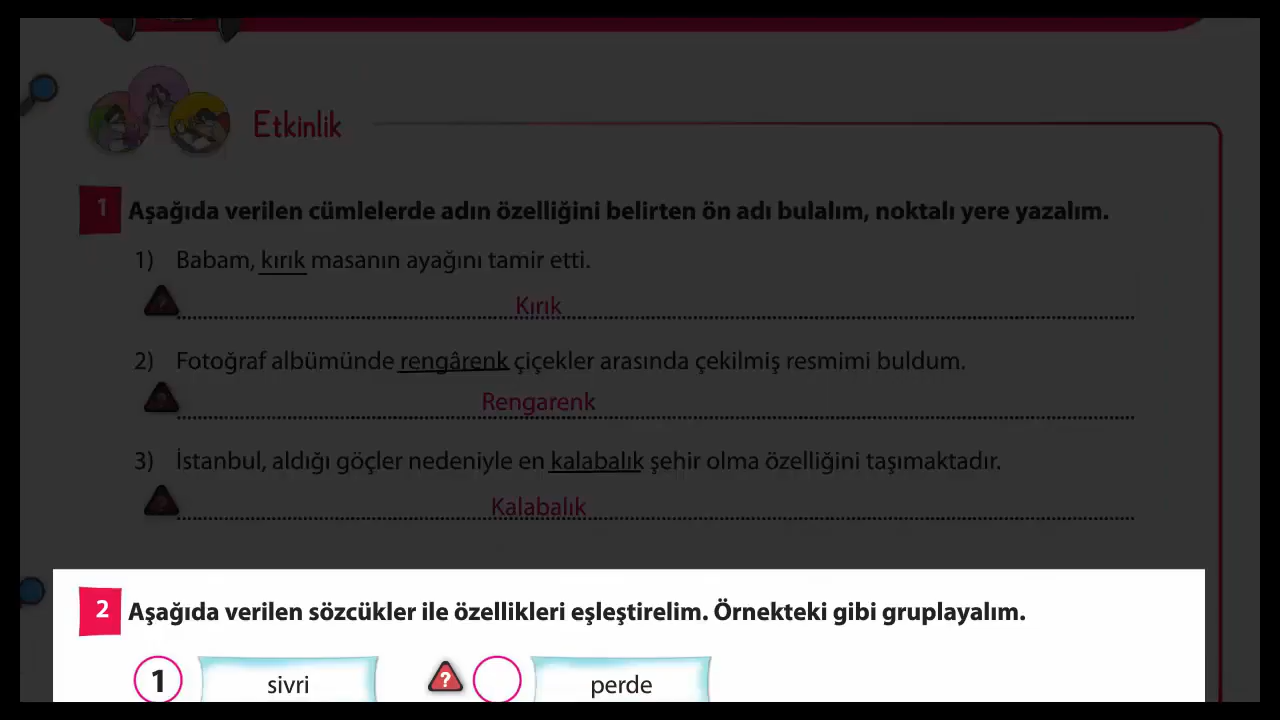 Etkinlik
1 Aşağıda verilen cümlelerde adın özelliğini belirten ön adı bulalım, noktalı yere yazalım.
1) Babam, kırık masanın ayağını tamir etti.
Kırık
2) Fotoğraf albümünde rengârenk çiçekler arasında çekilmiş resmimi buldum.
Rengarenk
3) İstanbul, aldığı göçler nedeniyle en kalabalık şehir olma özelliğini taşımaktadır.
Kalabalık
2 Aşağıda verilen sözcükler ile özellikleri eşleştirelim. Örnekteki gibi gruplayalım.
1 sivri ? perde